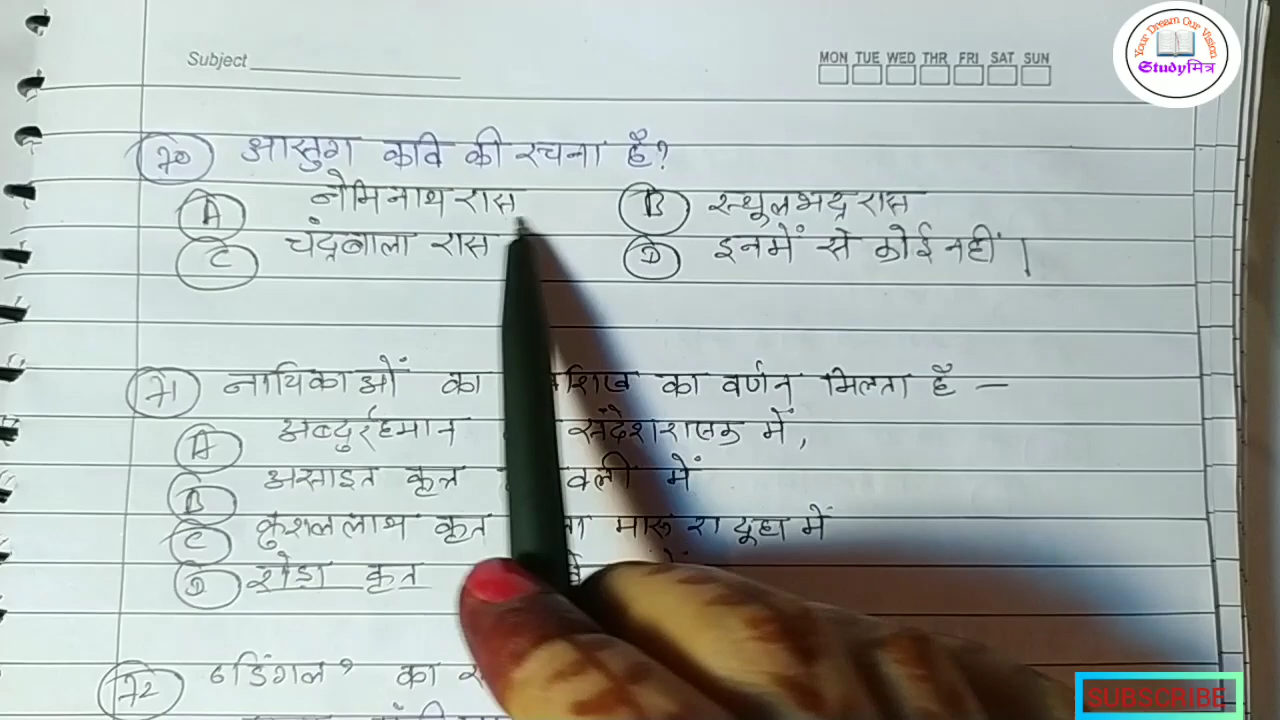 Subject
MON TUE WED THR FRI SAT SUN
Your Dream Our Vision
Studyमित्र
70 आसुग कवि की रचना है?
A नेमिनाथ रास B स्थूलभद्र रास
C चंद्रबाला रास D इनमें से कोई नहीं |
71 नायिकाओं का वर्णन मिलता है –
A अब्दुर्रहमान संदेशरासक में,
B असाइत कृत वली में
C कुशललाभ कृत मारू रा दूहा में
D रोडा कृत
72 'डिंगल' का
SUBSCRIBE